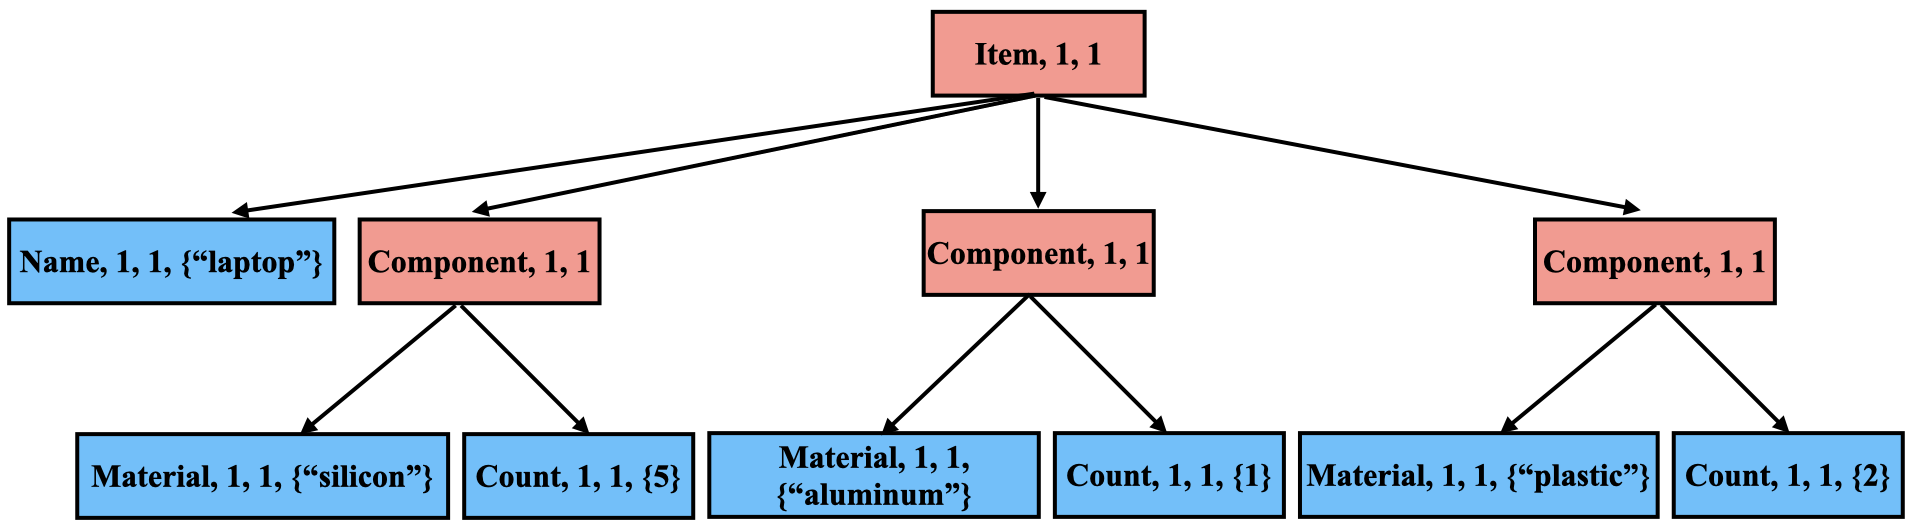 Item, 1, 1
Name, 1, 1, {“laptop”}
Component, 1, 1
Component, 1, 1
Component, 1, 1
Material, 1, 1, {“silicon”}
Count, 1, 1, {5}
Material, 1, 1,
{“aluminum”}
Count, 1, 1, {1}
Material, 1, 1, {“plastic”}
Count, 1, 1, {2}